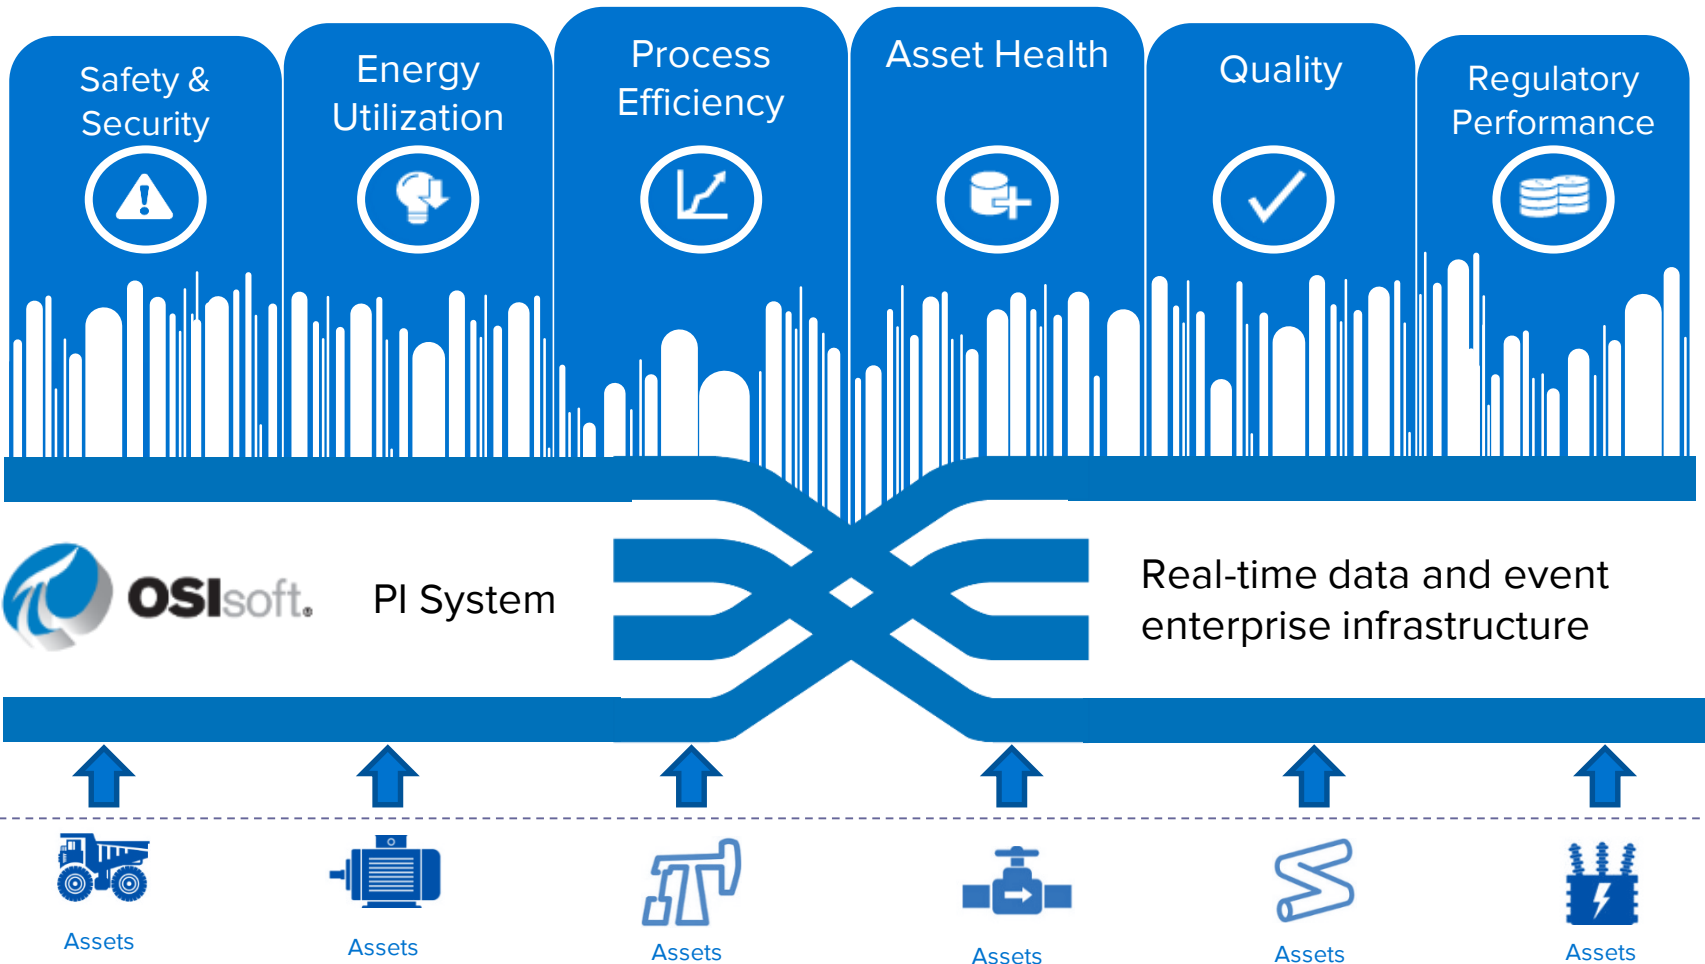 Safety &
Security
Energy
Utilization
Process
Efficiency
Asset Health
Quality
Regulatory
Performance
OSIsoft.
PI System
Real-time data and event
enterprise infrastructure
Assets
Assets
Assets
Assets
Assets
Assets